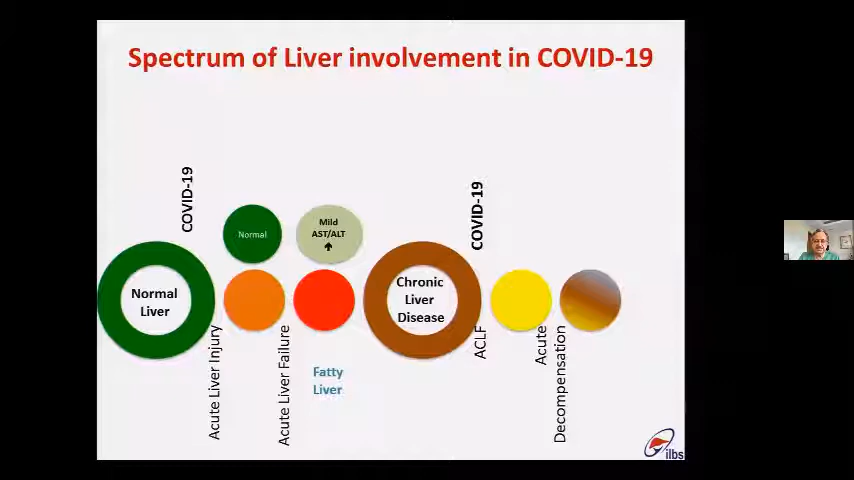 Spectrum of Liver involvement in COVID-19
COVID-19
Normal
Mild
AST/ALT
Normal
Liver
Acute Liver Injury
Acute Liver Failure
Fatty
Liver
COVID-19
Chronic
Liver
Disease
ACLF
Acute
Decompensation
ilbs